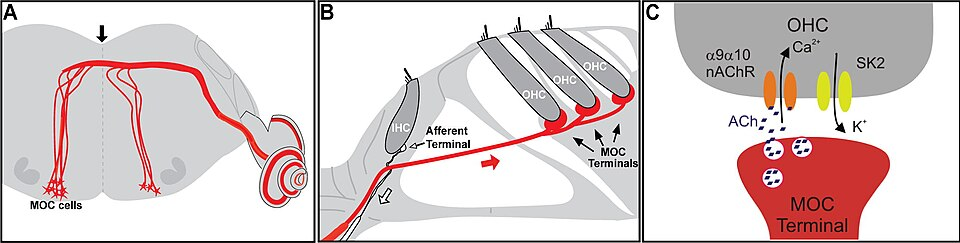 A
MOC cells
B
IHC
Afferent
Terminal
OHC
OHC
OHC
MOC
Terminals
C
OHC
α9α10
nAChR
Ca²⁺
SK2
ACh
K⁺
MOC
Terminal